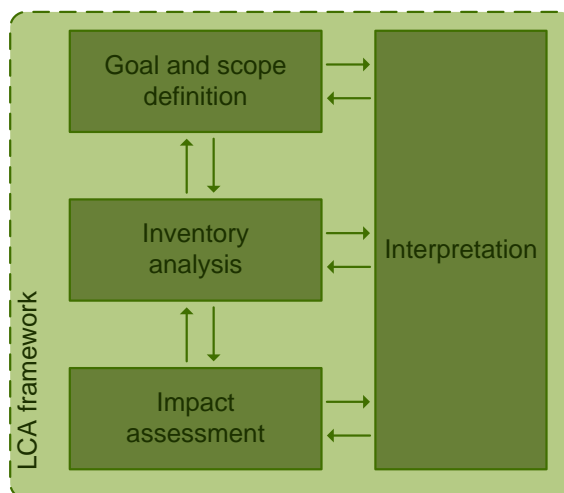 Goal and scope
definition
Inventory
analysis
Interpretation
Impact
assessment
LCA framework